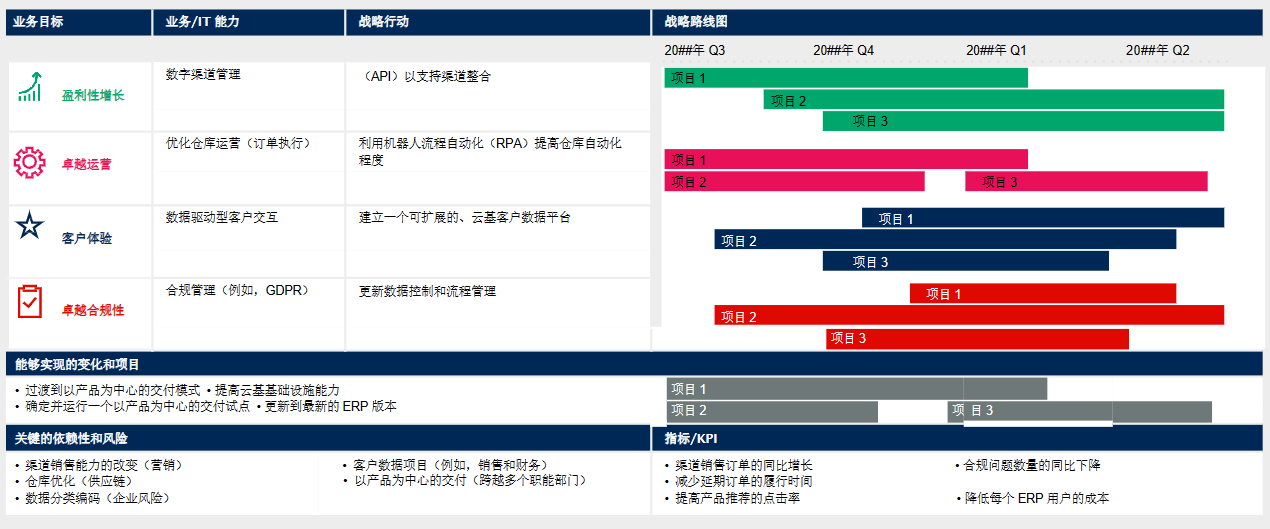 业务目标
业务/IT 能力
战略行动
战略路线图
20##年 Q3
20##年 Q4
20##年 Q1
20##年 Q2
盈利性增长
数字渠道管理
（API）以支持渠道整合
项目 1
项目 2
项目 3
卓越运营
优化仓库运营（订单执行）
利用机器人流程自动化（RPA）提高仓库自动化
程度
项目 1
项目 2
项目 3
客户体验
数据驱动型客户交互
建立一个可扩展的、云基客户数据平台
项目 1
项目 2
项目 3
卓越合规性
合规管理（例如，GDPR）
更新数据控制和流程管理
项目 1
项目 2
项目 3
能够实现的变化和项目
• 过渡到以产品为中心的交付模式 • 提高云基基础设施能力
• 确定并运行一个以产品为中心的交付试点 • 更新到最新的 ERP 版本
项目 1
项目 2
项 目 3
关键的依赖性和风险
• 渠道销售能力的改变（营销）
• 仓库优化（供应链）
• 数据分类编码（企业风险）
• 客户数据项目（例如，销售和财务）
• 以产品为中心的交付（跨越多个职能部门）
指标/KPI
• 渠道销售订单的同比增长
• 减少延期订单的履行时间
• 提高产品推荐的点击率
• 合规问题数量的同比下降
• 降低每个 ERP 用户的成本